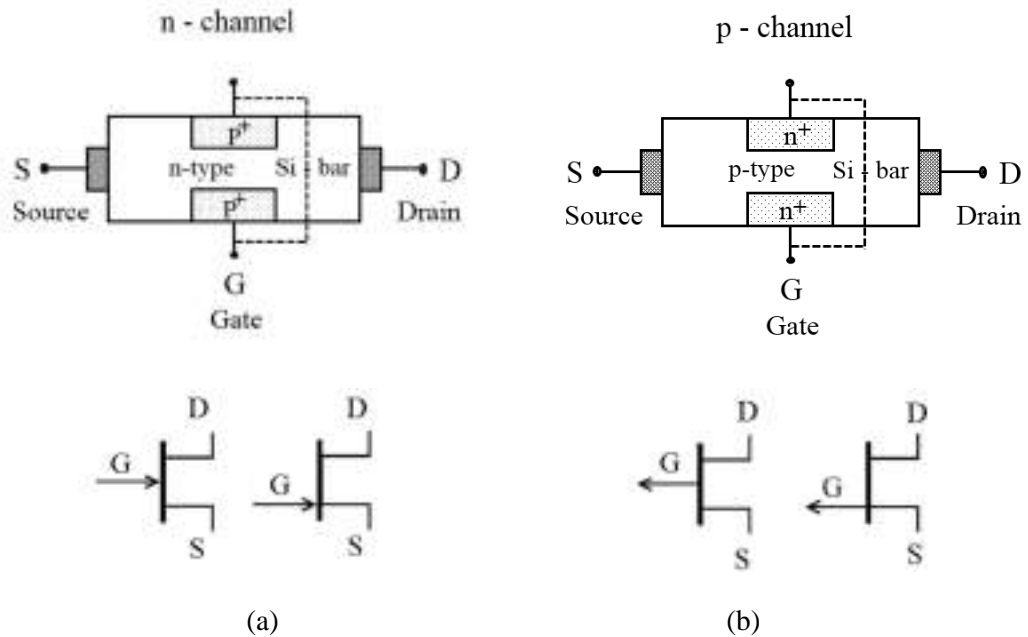 n - channel
P+
S n-type Si - bar D
Source P+ Drain
G
Gate
D D
G G
S S
(a)
p - channel
n+
S p-type Si - bar D
Source n+ Drain
G
Gate
D D
G G
S S
(b)